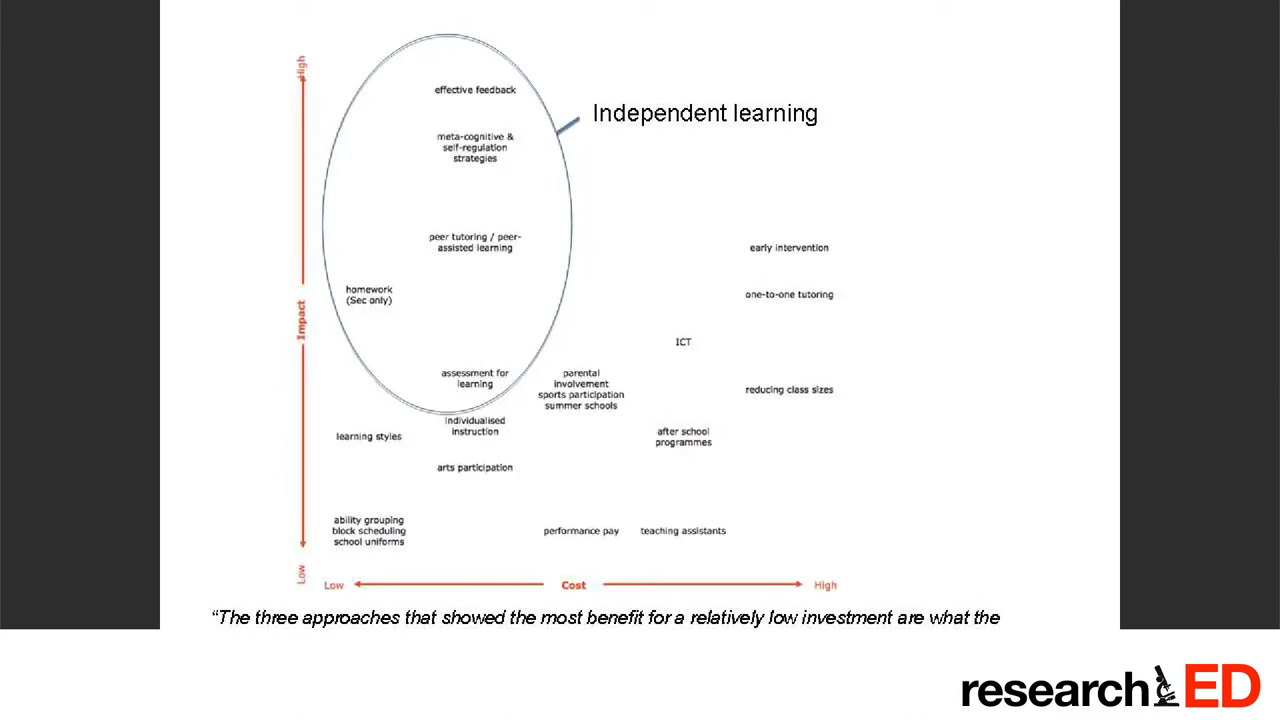 High
effective feedback
Independent learning
meta-cognitive &
self-regulation
strategies
peer tutoring / peer-
assisted learning
early intervention
homework
(Sec only)
one-to-one tutoring
Impact
ICT
assessment for
learning
parental
involvement
sports participation
summer schools
reducing class sizes
individualised
instruction
learning styles
after school
programmes
arts participation
ability grouping
block scheduling
school uniforms
performance pay
teaching assistants
Low
Low
Cost
High
“The three approaches that showed the most benefit for a relatively low investment are what the
researchED